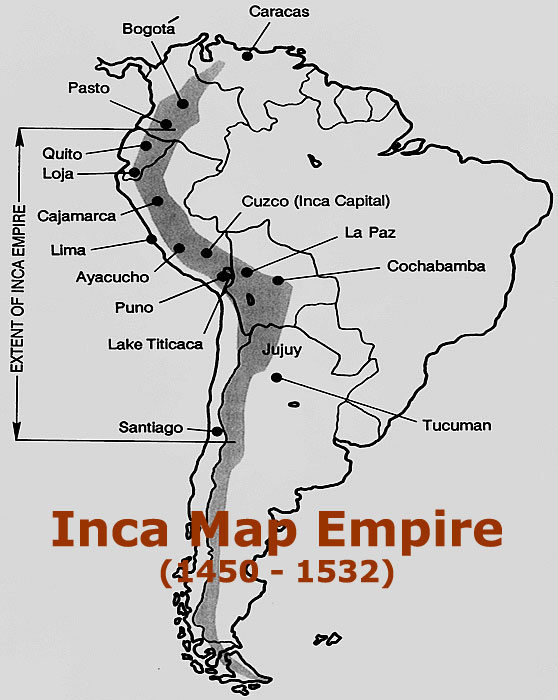 Caracas
Bogotá
Pasto
Quito
Loja
Cajamarca
Cuzco (Inca Capital)
Lima
La Paz
Ayacucho
Cochabamba
Puno
Lake Titicaca
Jujuy
Santiago
Tucuman
EXTENT OF INCA EMPIRE
Inca Map Empire
(1450 - 1532)